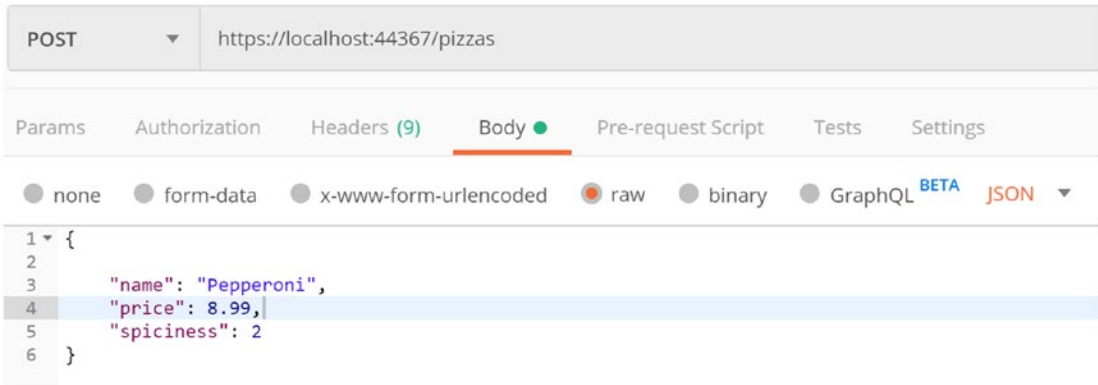 POST https://localhost:44367/pizzas
Params Authorization Headers (9) Body Pre-request Script Tests Settings
none form-data x-www-form-urlencoded raw binary GraphQL BETA JSON
1 {
2
3 "name": "Pepperoni",
4 "price": 8.99,
5 "spiciness": 2
6 }